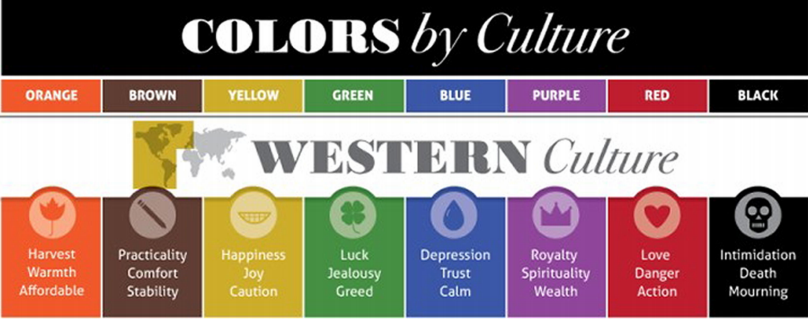 COLORS by Culture
ORANGE BROWN YELLOW GREEN BLUE PURPLE RED BLACK
WESTERN Culture
Harvest
Warmth
Affordable
Practicality
Comfort
Stability
Happiness
Joy
Caution
Luck
Jealousy
Greed
Depression
Trust
Calm
Royalty
Spirituality
Wealth
Love
Danger
Action
Intimidation
Death
Mourning